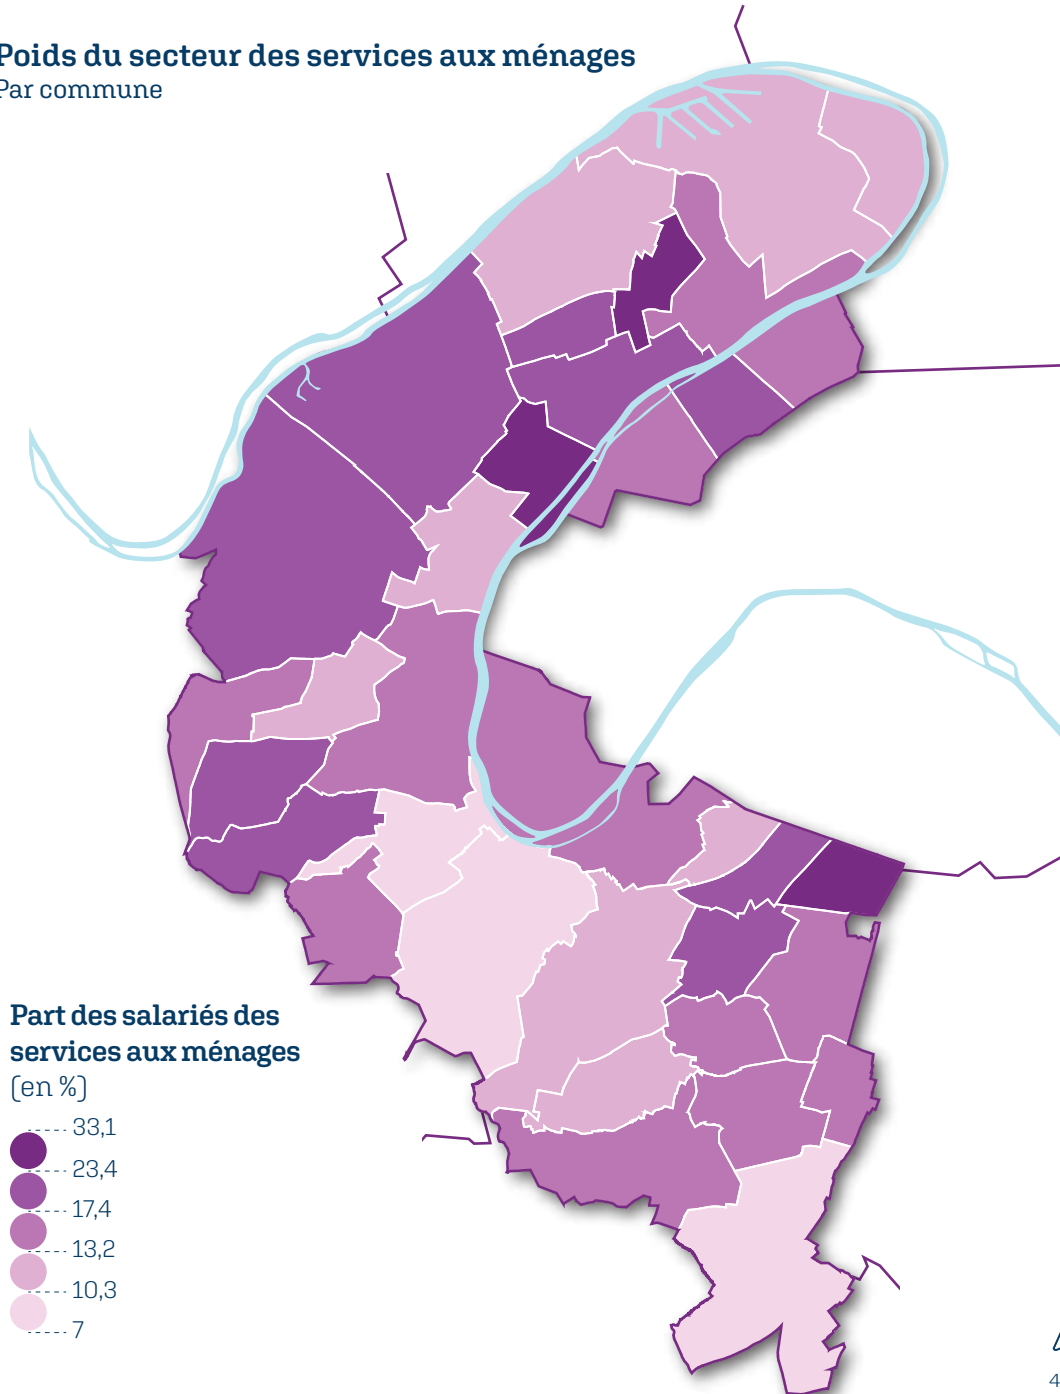 Poids du secteur des services aux ménages
Par commune
Part des salariés des
services aux ménages
(en %)
33,1
23,4
17,4
13,2
10,3
7
4